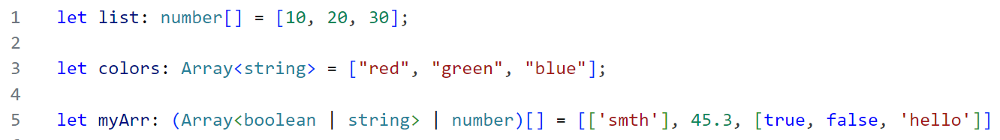 1 let list: number[] = [10, 20, 30];
2
3 let colors: Array<string> = ["red", "green", "blue"];
4
5 let myArr: (Array<boolean | string> | number)[] = [['smth'], 45.3, [true, false, 'hello']]